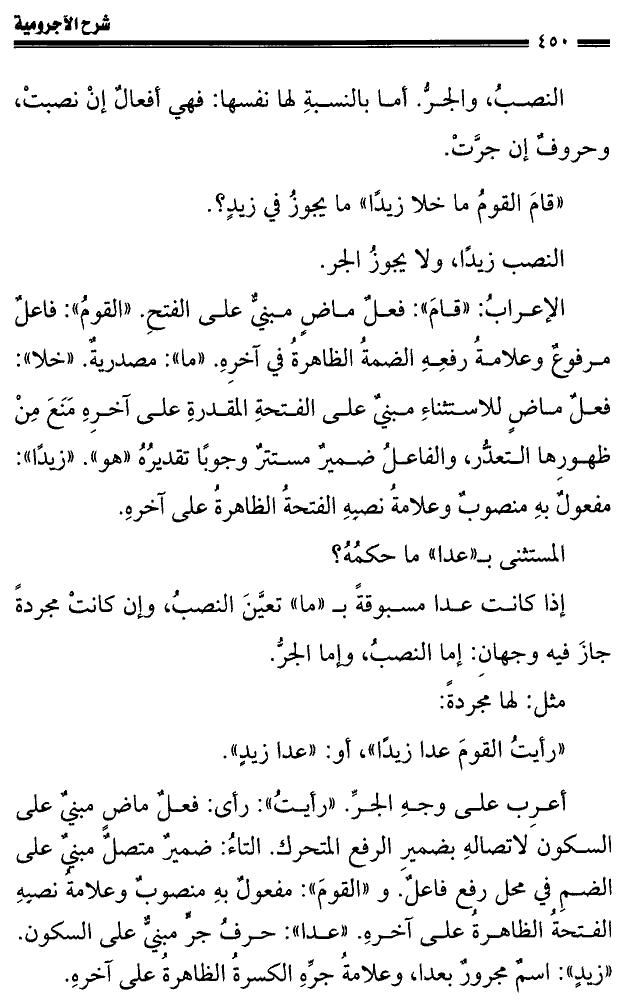 شرح الآجرومية
٤٥٠
النصبُ، والجرُّ. أما بالنسبةِ لها نفسها: فهي أفعالٌ إنْ نصبتْ،
وحروفٌ إن جرَّتْ.
«قامَ القومُ ما خلا زيدًا» ما يجوزُ في زيدٍ؟.
النصب زيدًا، ولا يجوزُ الجر.
الإعرابُ: «قامَ»: فعلٌ ماضٍ مبنيٌّ على الفتحِ. «القومُ»: فاعلٌ
مرفوعٌ وعلامةُ رفعِهِ الضمةُ الظاهرةُ في آخرِهِ. «ما»: مصدريةٌ. «خلا»:
فعلٌ ماضٍ للاستثناءِ مبنيٌ على الفتحةِ المقدرةِ على آخرِهِ مَنَعَ مِنْ
ظهورِها التعذُّر، والفاعلُ ضميرٌ مستترٌ وجوبًا تقديرُهُ «هو». «زيدًا»:
مفعولٌ بهِ منصوبٌ وعلامةُ نصبِهِ الفتحةُ الظاهرةُ على آخرهِ.
المستثنى بـ«عدا» ما حكمُهُ؟
إذا كانت عدا مسبوقةً بـ «ما» تعيَّنَ النصبُ، وإن كانتْ مجردةً
جازَ فيه وجهانِ: إما النصبُ، وإما الجرُّ.
مثل: لها مجردةً:
«رأيتُ القومَ عدا زيدًا»، أو: «عدا زيدٍ».
أعرِب على وجهِ الجرِّ. «رأيتُ»: رأى: فعلٌ ماضٍ مبنيٌ على
السكون لاتصالهِ بضميرِ الرفع المتحرك. التاءُ: ضميرٌ متصلٌ مبنيٌ على
الضمِ في محل رفع فاعلٌ. و «القومَ»: مفعولٌ بهِ منصوبٌ وعلامةُ نصبِهِ
الفتحةُ الظاهرةُ على آخرِهِ. «عدا»: حرفُ جرٍّ مبنيٌّ على السكون.
«زيدٍ»: اسمٌ مجرورٌ بعدا، وعلامةُ جرِّهِ الكسرةُ الظاهرةُ على آخرِهِ.